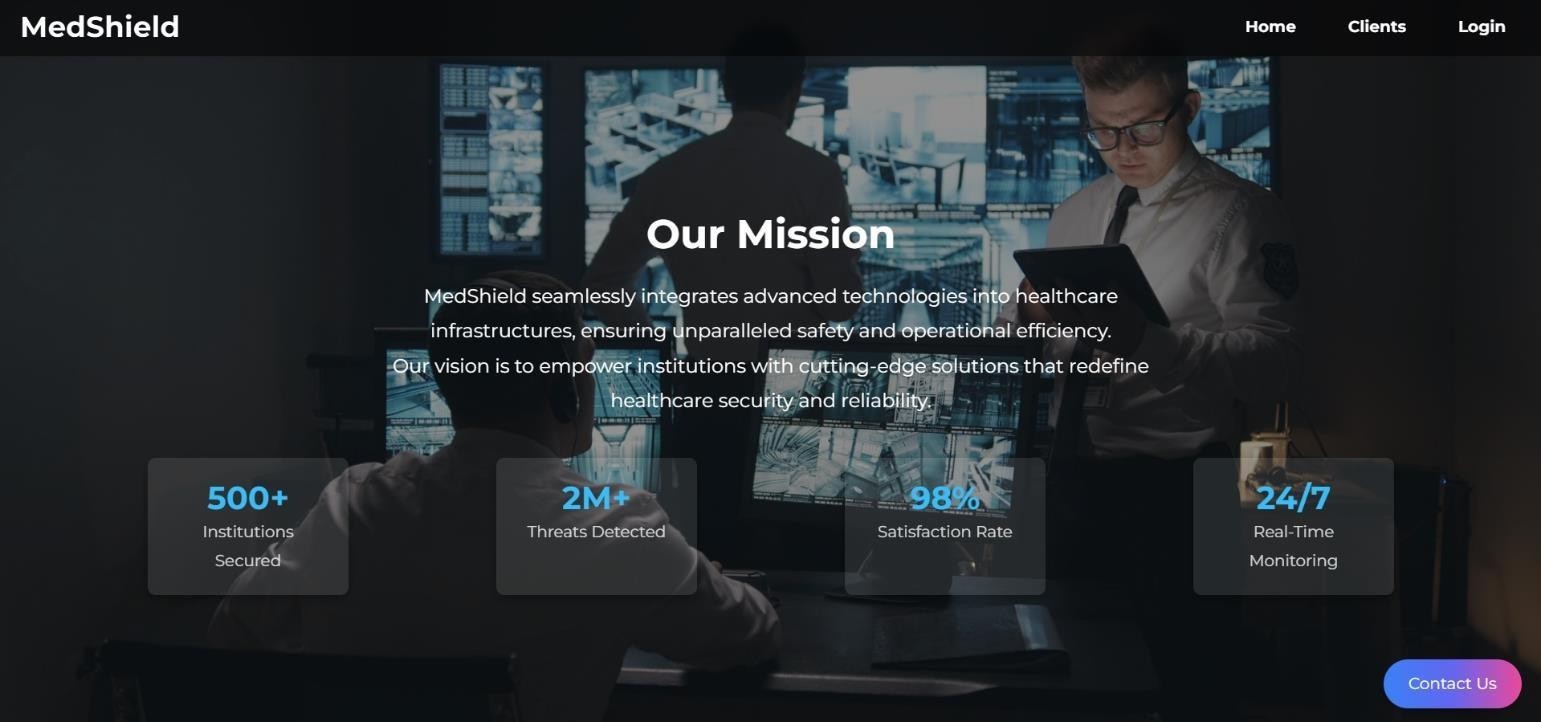 MedShield
Home Clients Login
Our Mission
MedShield seamlessly integrates advanced technologies into healthcare
infrastructures, ensuring unparalleled safety and operational efficiency.
Our vision is to empower institutions with cutting-edge solutions that redefine
healthcare security and reliability.
500+
Institutions
Secured
2M+
Threats Detected
98%
Satisfaction Rate
24/7
Real-Time
Monitoring
Contact Us